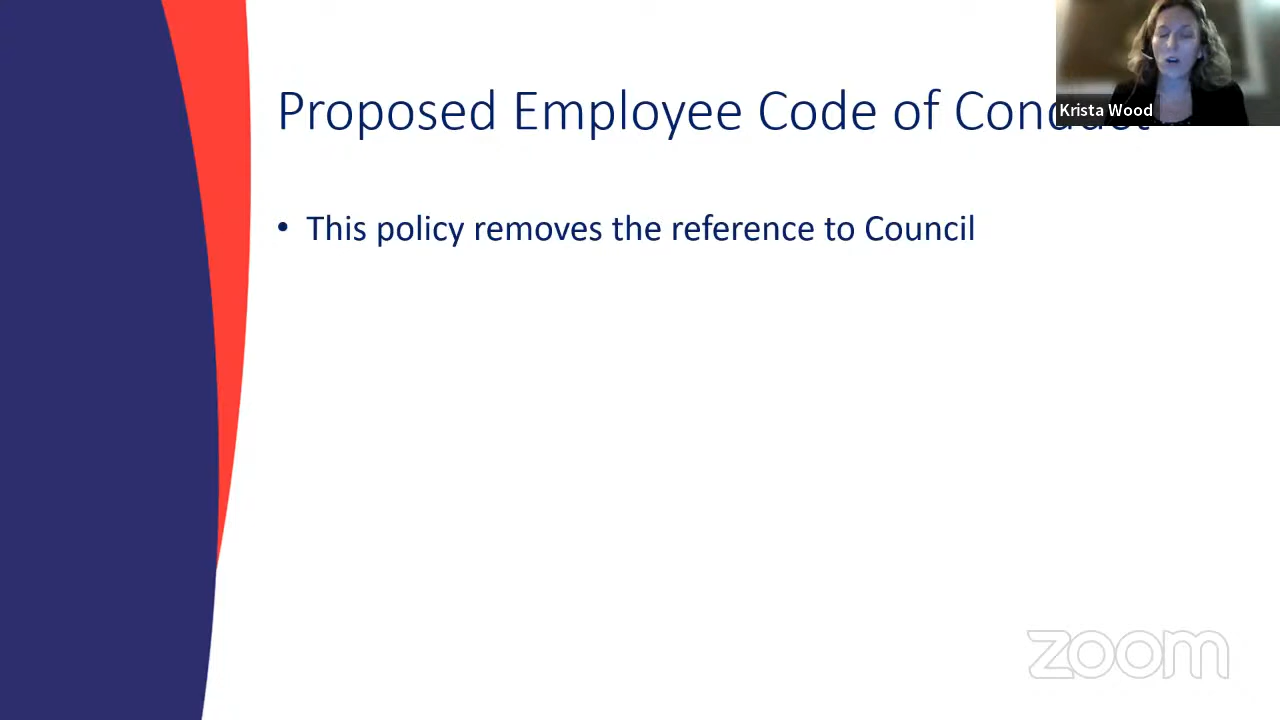 Proposed Employee Code of Conduct
Krista Wood
• This policy removes the reference to Council
zoom